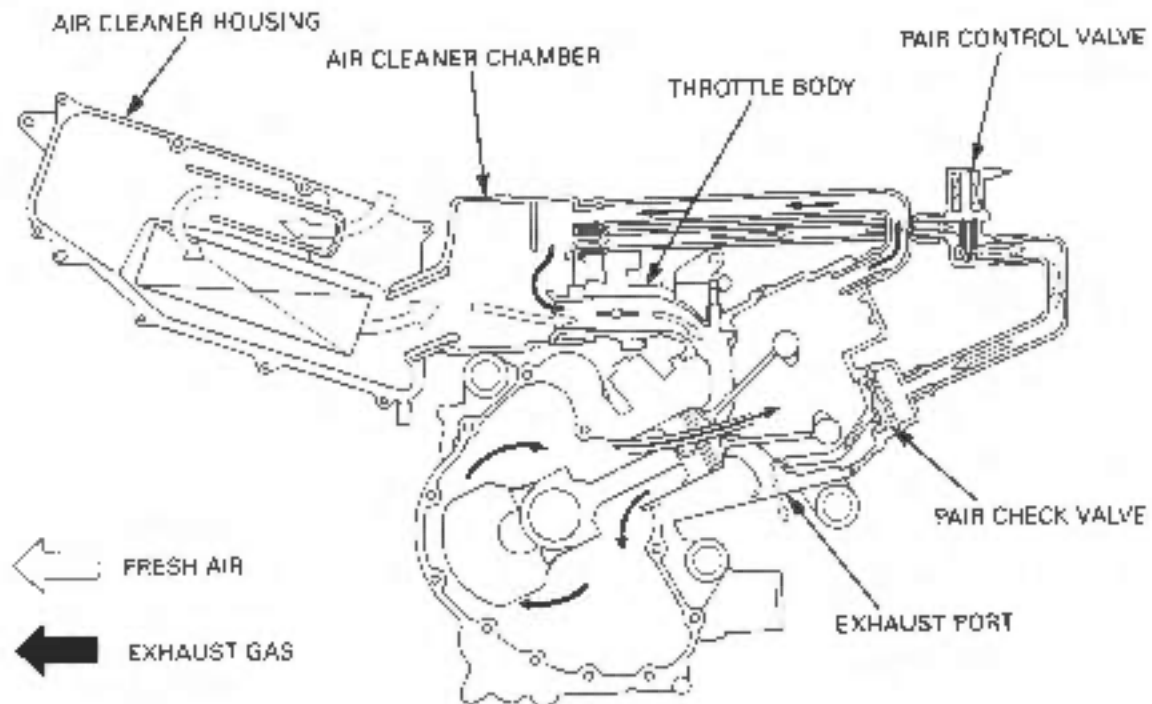 AIR CLEANER HOUSING
AIR CLEANER CHAMBER
THROTTLE BODY
PAIR CONTROL VALVE
PAIR CHECK VALVE
EXHAUST PORT
FRESH AIR
EXHAUST GAS